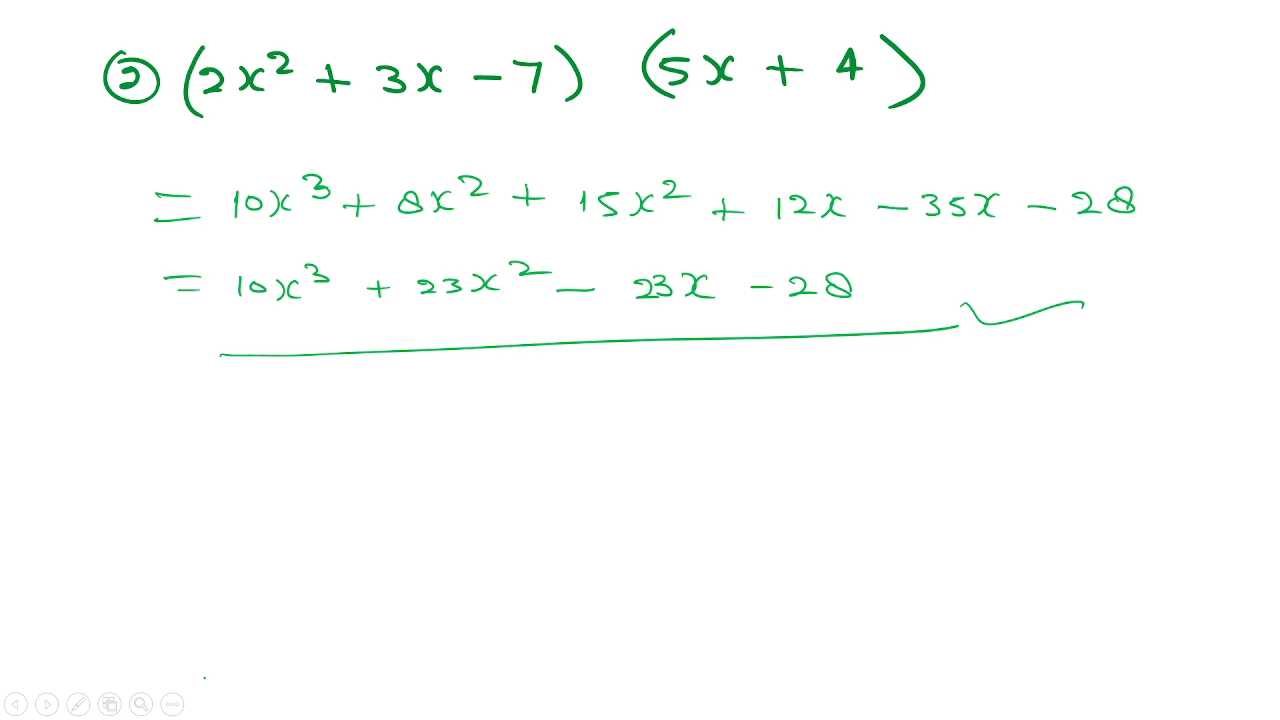 ② (2x² + 3x − 7) (5x + 4)
= 10x³ + 8x² + 15x² + 12x − 35x − 28
= 10x³ + 23x² − 23x − 28